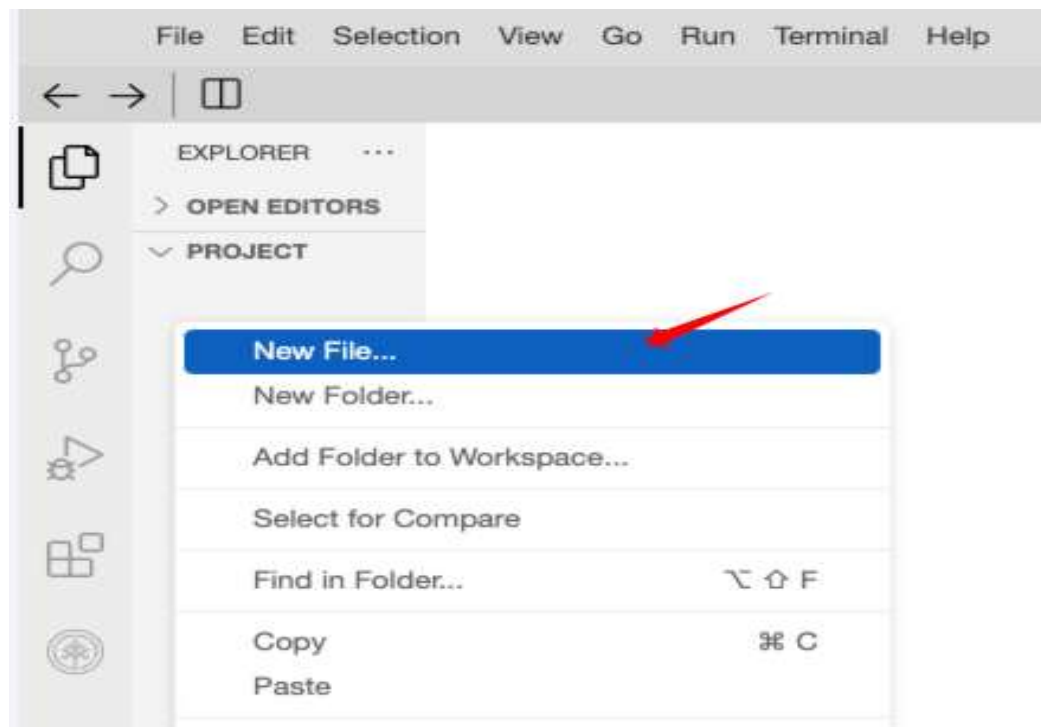 File Edit Selection View Go Run Terminal Help
EXPLORER ...
> OPEN EDITORS
PROJECT
New File...
New Folder...
Add Folder to Workspace...
Select for Compare
Find in Folder... ⌥ ⇧ F
Copy ⌘ C
Paste